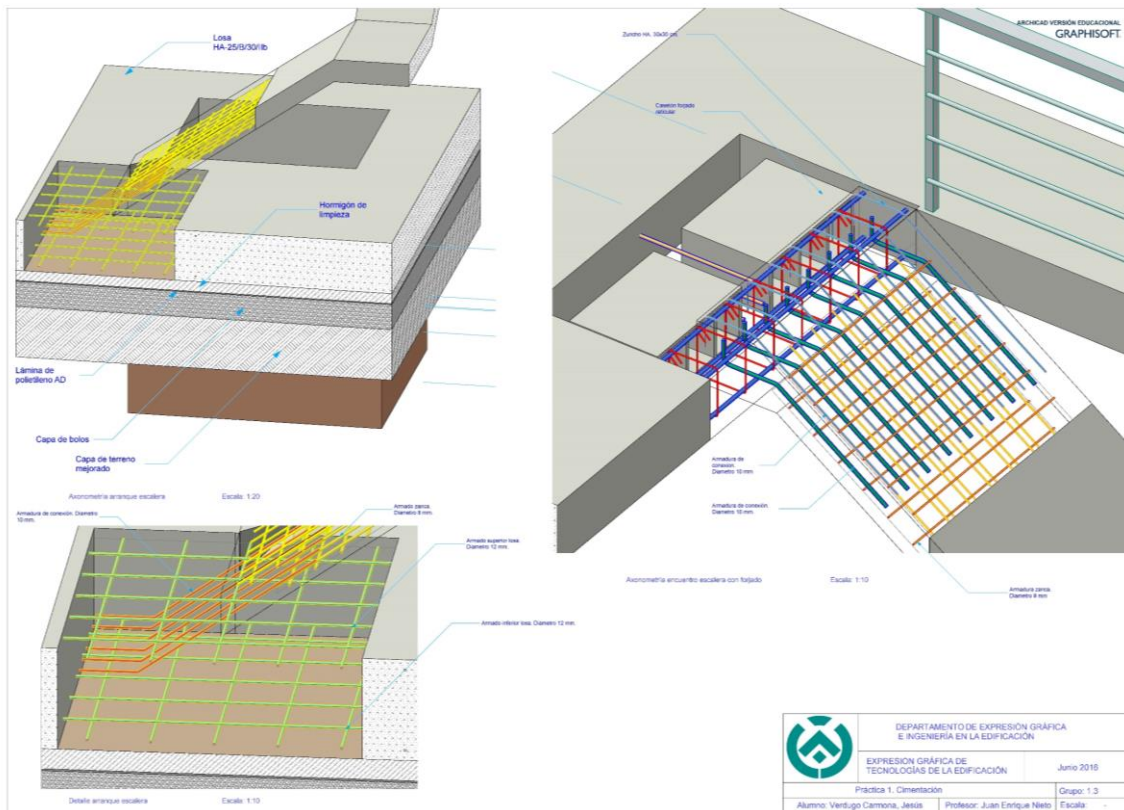 Losa
HA-25/B/30/IIb
Hormigón de
limpieza
Lámina de
polietileno AD
Capa de bolos
Capa de terreno
mejorado
Axonometría arranque escalera
Escala: 1:20
Armadura de conexión. Diametro
10 mm.
Armado zanca.
Diametro 8 mm.
Armado superior losa.
Diametro 12 mm.
Armado inferior losa. Diametro 12 mm.
Detalle arranque escalera
Escala: 1:10
ARCHICAD VERSIÓN EDUCACIONAL
GRAPHISOFT
Zuncho HA. 30x30 cm.
Casetón forjado
reticular
Armadura de
conexión.
Diametro 10 mm.
Armadura de conexión.
Diametro 10 mm.
Axonometría encuentro escalera con forjado
Escala: 1:10
Armadura zanca.
Diametro 8 mm
DEPARTAMENTO DE EXPRESIÓN GRÁFICA
E INGENIERÍA EN LA EDIFICACIÓN
EXPRESIÓN GRÁFICA DE
TECNOLOGÍAS DE LA EDIFICACIÓN
Junio 2016
Práctica 1. Cimentación
Grupo: 1.3
Alumno: Verdugo Carmona, Jesús
Profesor: Juan Enrique Nieto
Escala: -